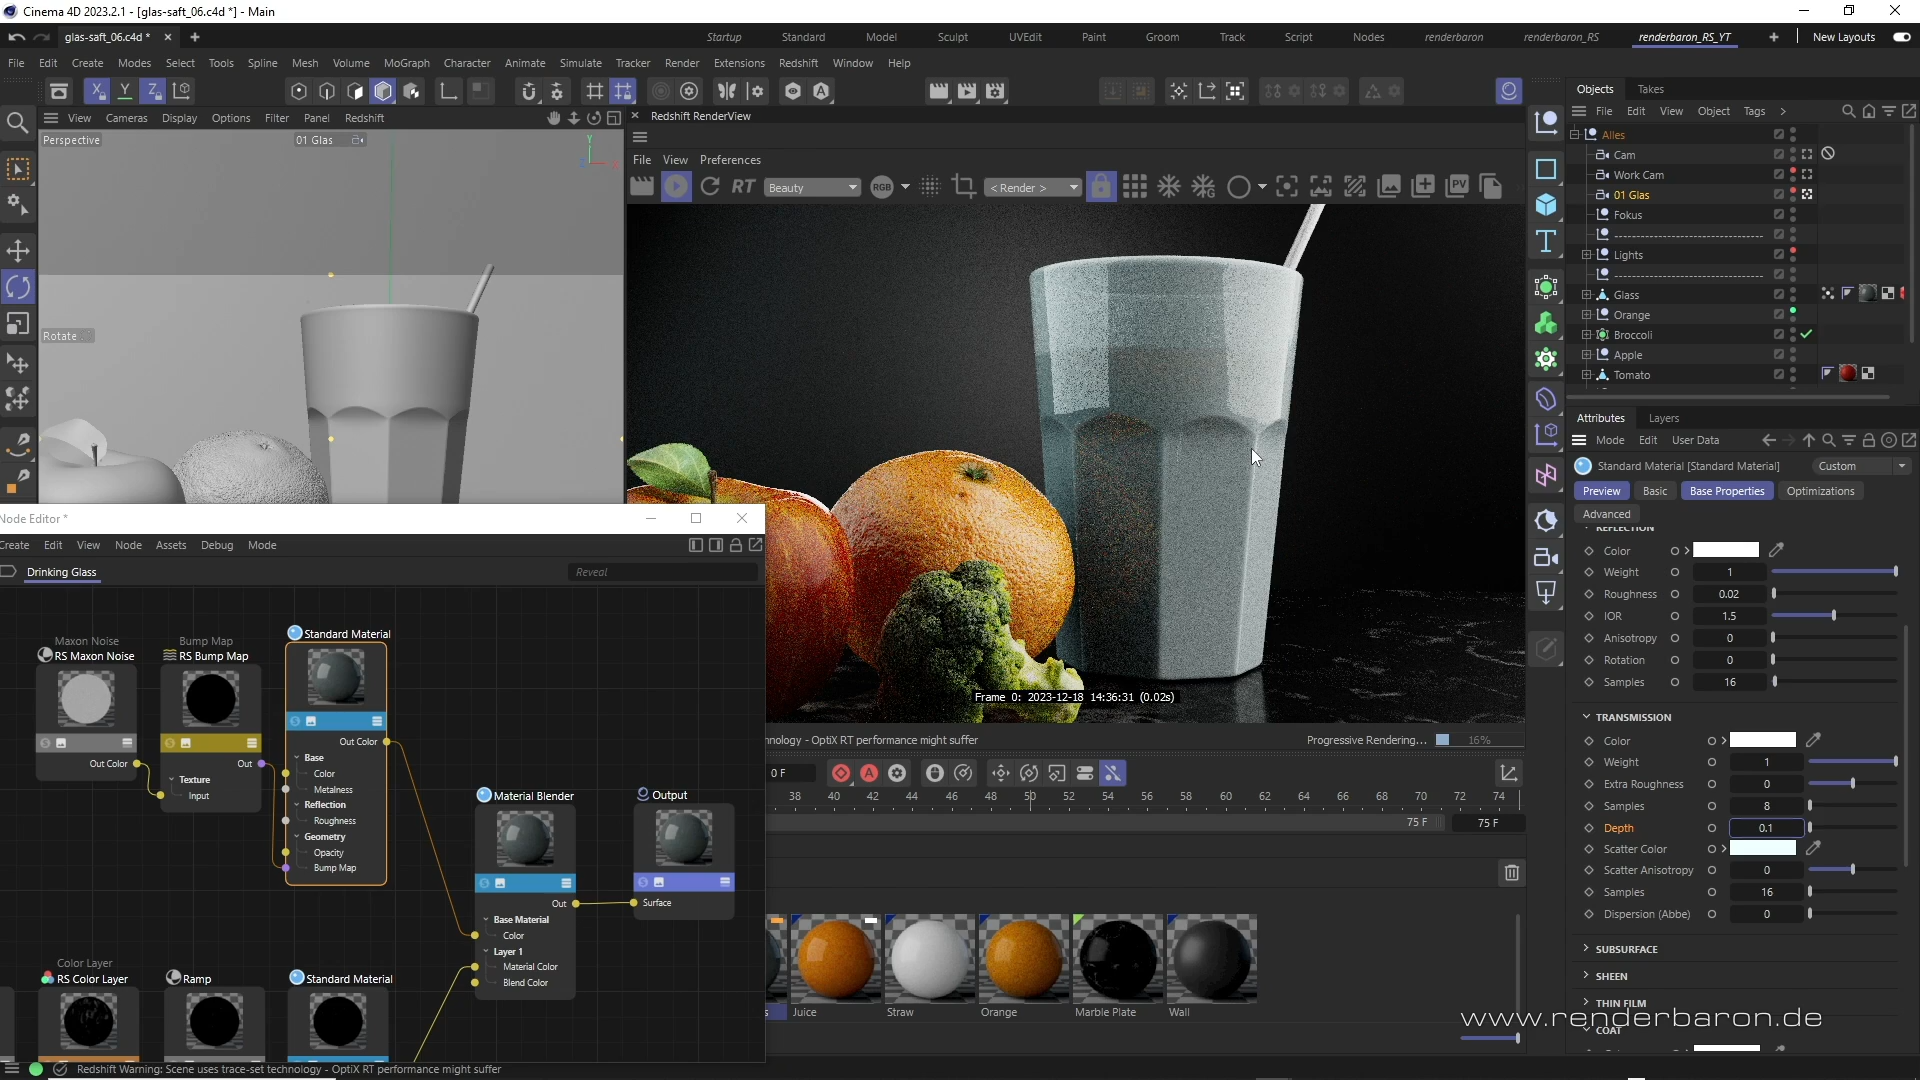 Cinema 4D 2023.2.1 - [glas-saft_06.c4d *] - Main
glas-saft_06.c4d *
Startup Standard Model Sculpt UVEdit Paint Groom Track Script Nodes renderbaron renderbaron_RS renderbaron_RS_YT New Layouts
File Edit Create Modes Select Tools Spline Mesh Volume MoGraph Character Animate Simulate Tracker Render Extensions Redshift Window Help
View Cameras Display Options Filter Panel Redshift
Perspective
01 Glas
Rotate
Redshift RenderView
File View Preferences
RT Beauty RGB < Render > PV
Frame 0: 2023-12-18 14:36:31 (0.02s)
nology - OptiX RT performance might suffer
Progressive Rendering... 16%
0 F
38 40 42 44 46 48 50 52 54 56 58 60 62 64 66 68 70 72 74
75 F 75 F
s Juice Straw Orange Marble Plate Wall
Node Editor *
Create Edit View Node Assets Debug Mode
Drinking Glass
Reveal
Maxon Noise
RS Maxon Noise
Out Color
Bump Map
RS Bump Map
Out
Texture
Input
Standard Material
Out Color
Base
Color
Metalness
Reflection
Roughness
Geometry
Opacity
Bump Map
Material Blender
Out
Base Material
Color
Layer 1
Material Color
Blend Color
Output
Surface
Color Layer
RS Color Layer
Ramp
Standard Material
Redshift Warning: Scene uses trace-set technology - OptiX RT performance might suffer
Objects Takes
File Edit View Object Tags
Alles
Cam
Work Cam
01 Glas
Fokus
Lights
Glass
Orange
Broccoli
Apple
Tomato
Attributes Layers
Mode Edit User Data
Standard Material [Standard Material] Custom
Preview Basic Base Properties Optimizations
Advanced
REFLECTION
Color
Weight 1
Roughness 0.02
IOR 1.5
Anisotropy 0
Rotation 0
Samples 16
TRANSMISSION
Color
Weight 1
Extra Roughness 0
Samples 8
Depth 0.1
Scatter Color
Scatter Anisotropy 0
Samples 16
Dispersion (Abbe) 0
SUBSURFACE
SHEEN
THIN FILM
COAT
www.renderbaron.de